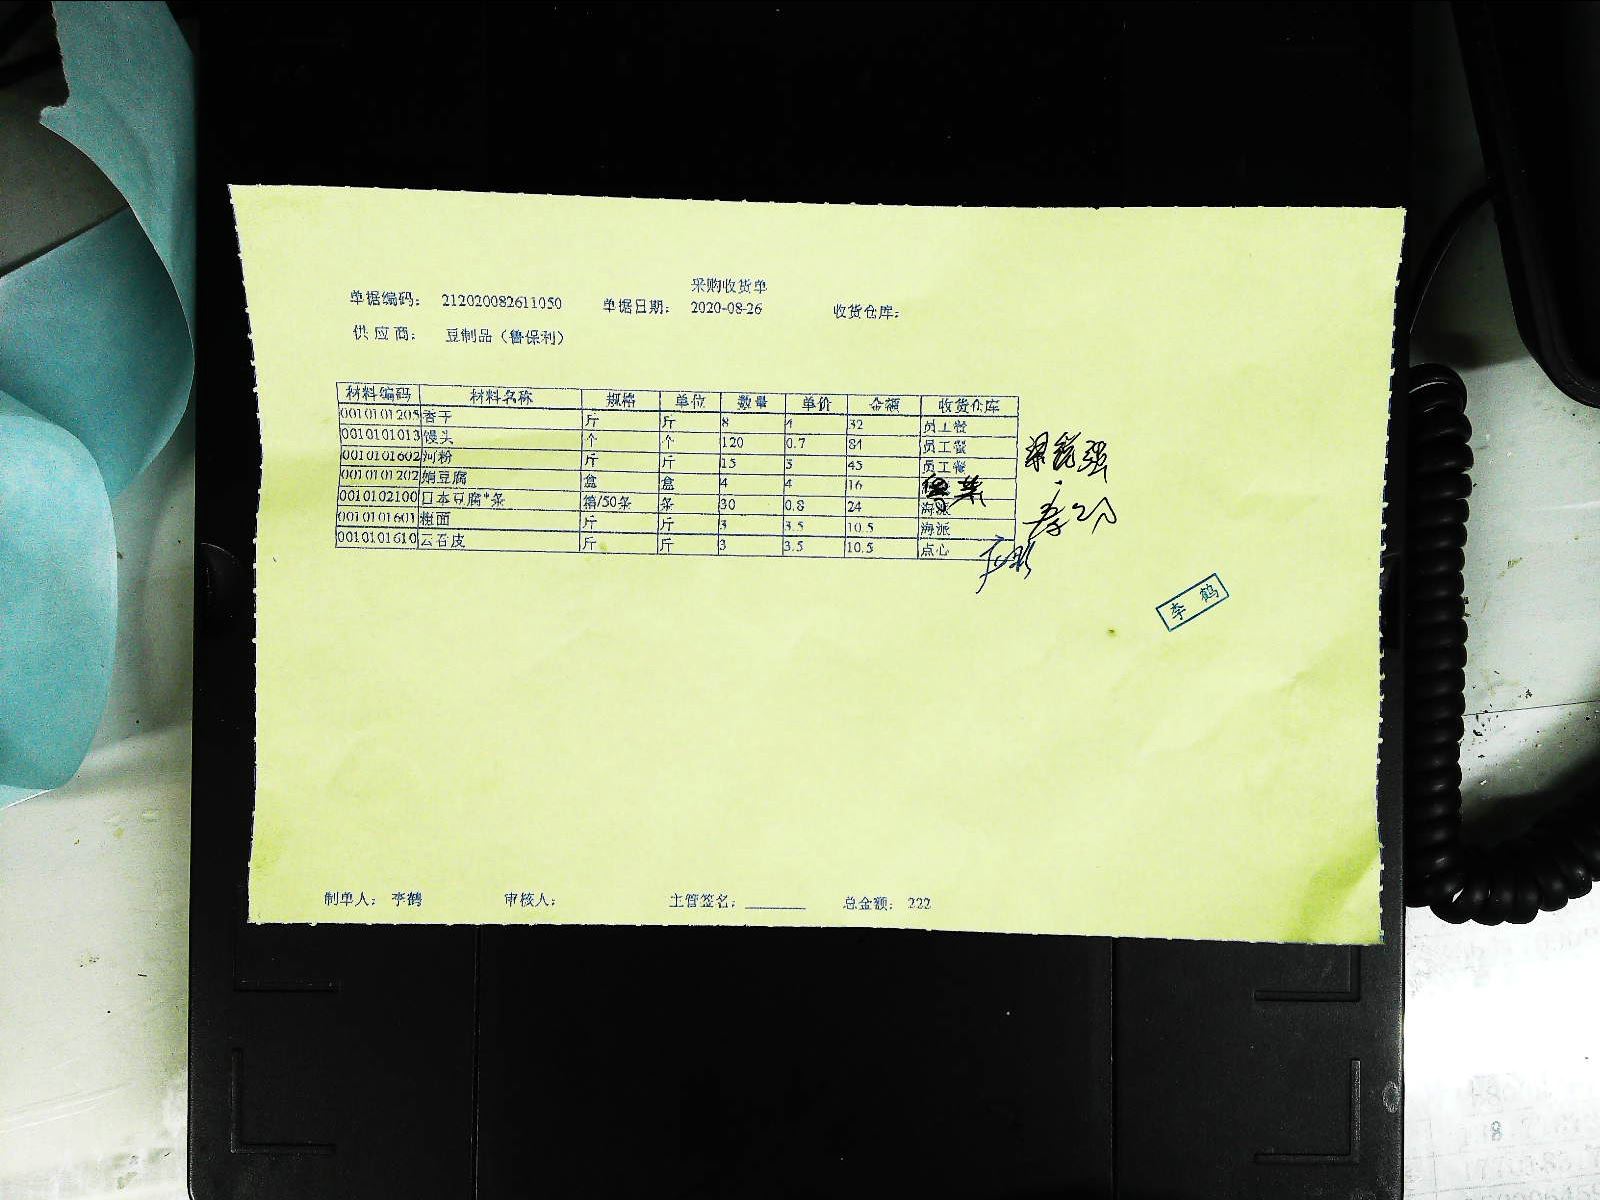 采购收货单
单据编码： 212020082611050 单据日期： 2020-08-26 收货仓库：
供应商： 豆制品（鲁保利）
材料编码 材料名称 规格 单位 数量 单价 金额 收货仓库
0010101205 香干 斤 斤 8 4 32 员工餐
0010101013 馒头 个 个 120 0.7 84 员工餐
0010101602 河粉 斤 斤 15 3 45 员工餐
0010101202 绢豆腐 盒 盒 4 4 16
0010102100 日本豆腐*条 箱/50条 条 30 0.8 24 海派
0010101601 粗面 斤 斤 3 3.5 10.5 海派
0010101610 云吞皮 斤 斤 3 3.5 10.5 点心
李鹤
制单人： 李鹤 审核人： 主管签名： 总金额： 222